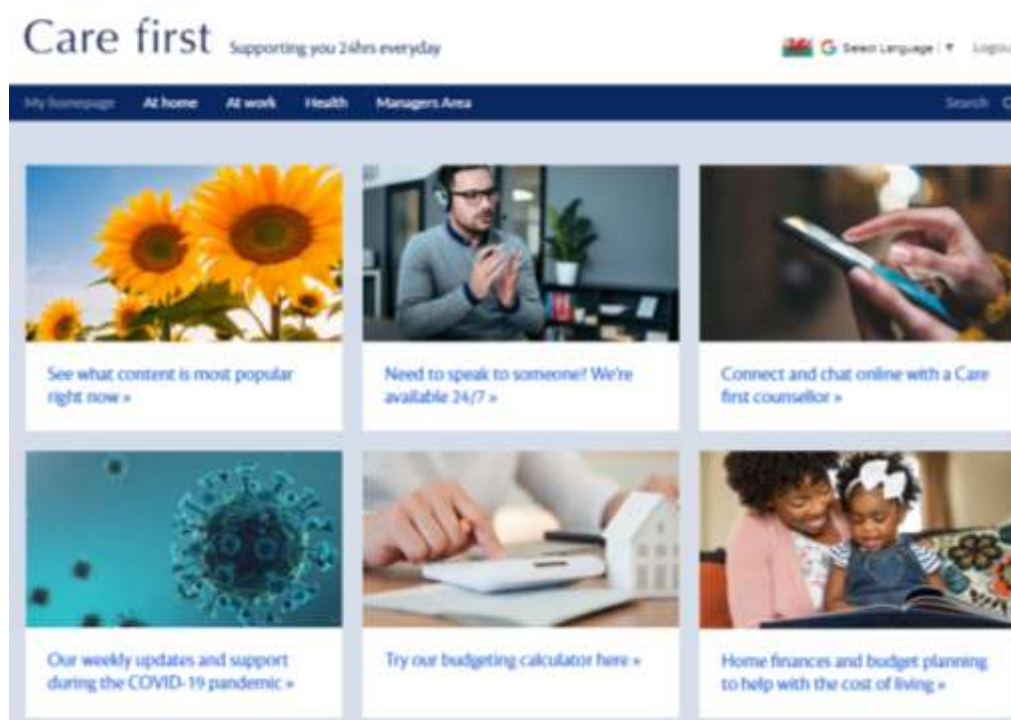 Care first Supporting you 24hrs everyday
Select Language ▼
My homepage At home At work Health Managers Area
Search
See what content is most popular
right now »
Need to speak to someone? We're
available 24/7 »
Connect and chat online with a Care
first counsellor »
Our weekly updates and support
during the COVID-19 pandemic »
Try our budgeting calculator here »
Home finances and budget planning
to help with the cost of living »